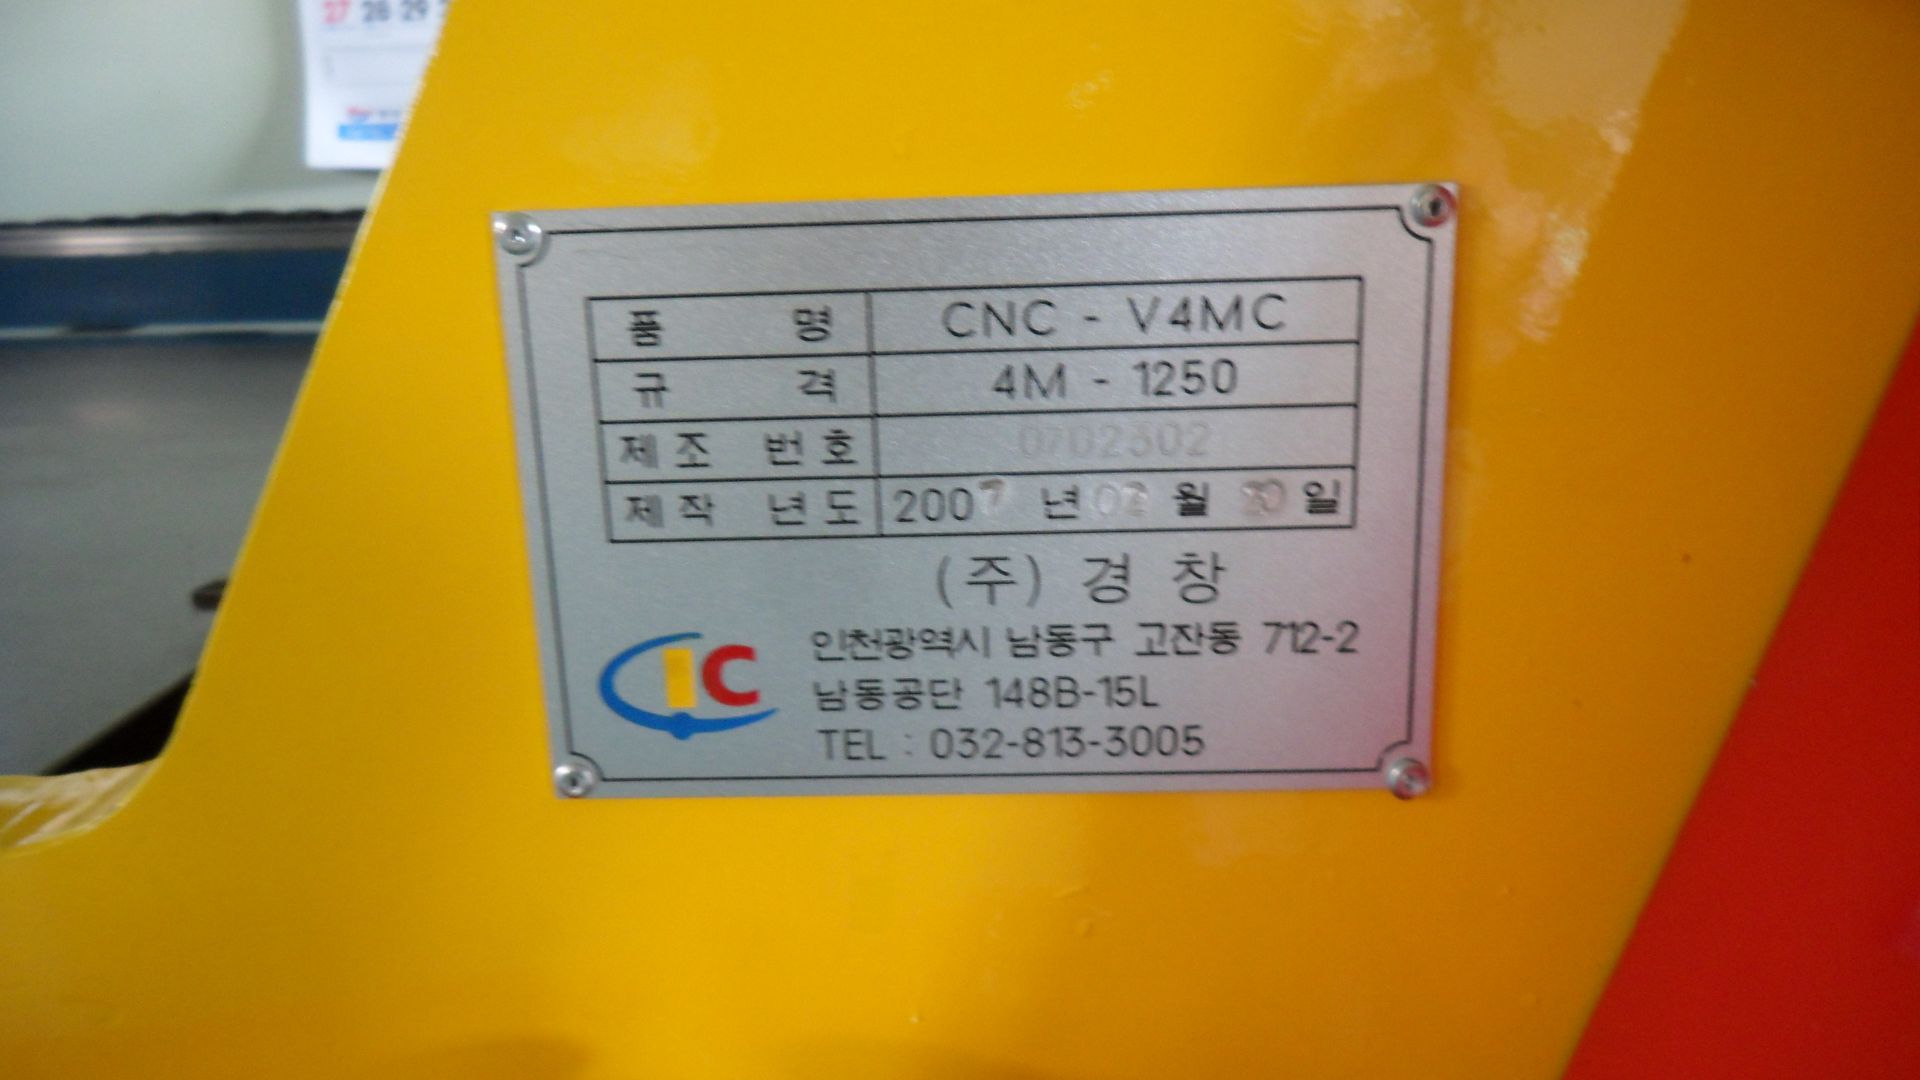 27 28 29
품 명 CNC - V4MC
규 격 4M - 1250
제조 번호 0702302
제작 년도 2007 년 02 월 20 일
(주) 경 창
인천광역시 남동구 고잔동 712-2
남동공단 148B-15L
TEL : 032-813-3005